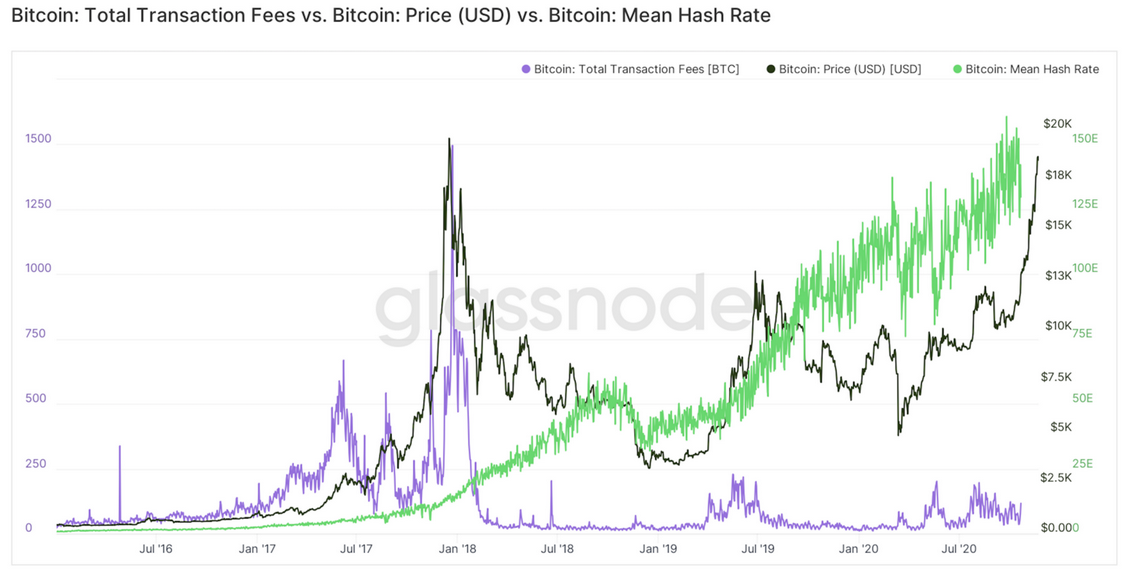 Bitcoin: Total Transaction Fees vs. Bitcoin: Price (USD) vs. Bitcoin: Mean Hash Rate
Bitcoin: Total Transaction Fees [BTC] Bitcoin: Price (USD) [USD] Bitcoin: Mean Hash Rate
$20K
1500 150E
$18K
1250 125E
$15K
1000 $13K 100E
glassnode
750 $10K 75E
$7.5K
500 50E
$5K
250 25E
$2.5K
0 $0.00 0
Jul '16 Jan '17 Jul '17 Jan '18 Jul '18 Jan '19 Jul '19 Jan '20 Jul '20